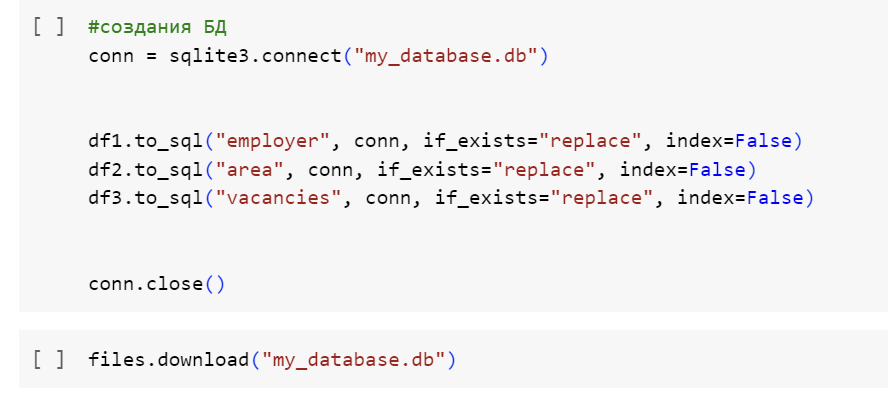 [ ] #создания БД
conn = sqlite3.connect("my_database.db")
df1.to_sql("employer", conn, if_exists="replace", index=False)
df2.to_sql("area", conn, if_exists="replace", index=False)
df3.to_sql("vacancies", conn, if_exists="replace", index=False)
conn.close()
[ ] files.download("my_database.db")